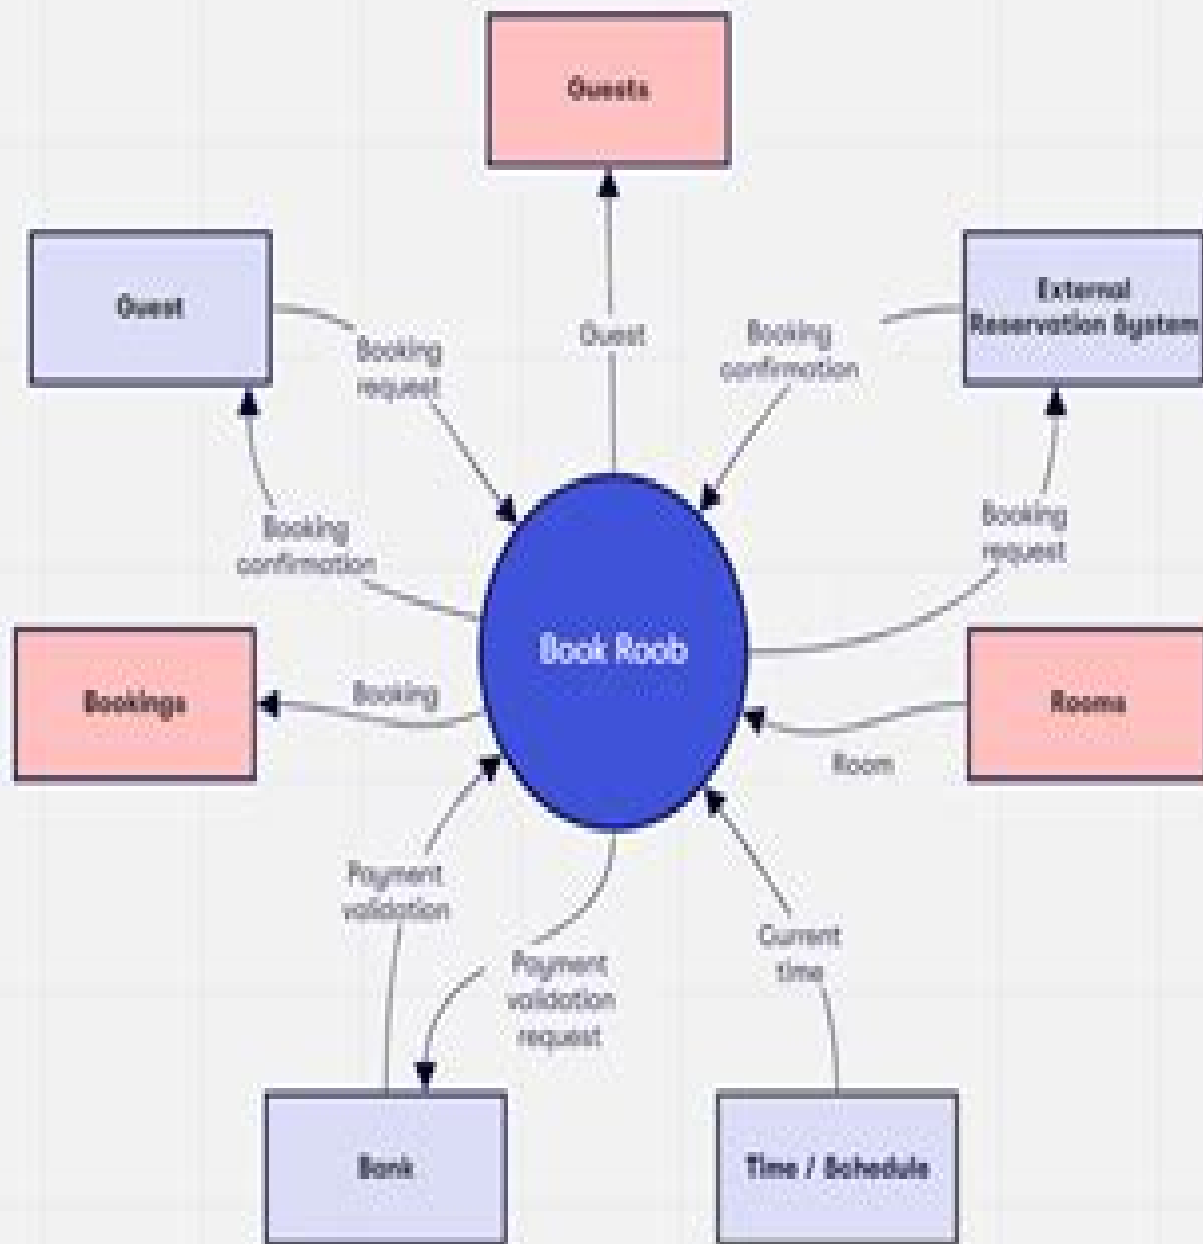 Guests
Guest
External
Reservation System
Booking
request
Guest
Booking
confirmation
Booking
confirmation
Booking
request
Book Roob
Bookings
Booking
Rooms
Room
Payment
validation
Payment
validation
request
Current
time
Bank
Time / Schedule